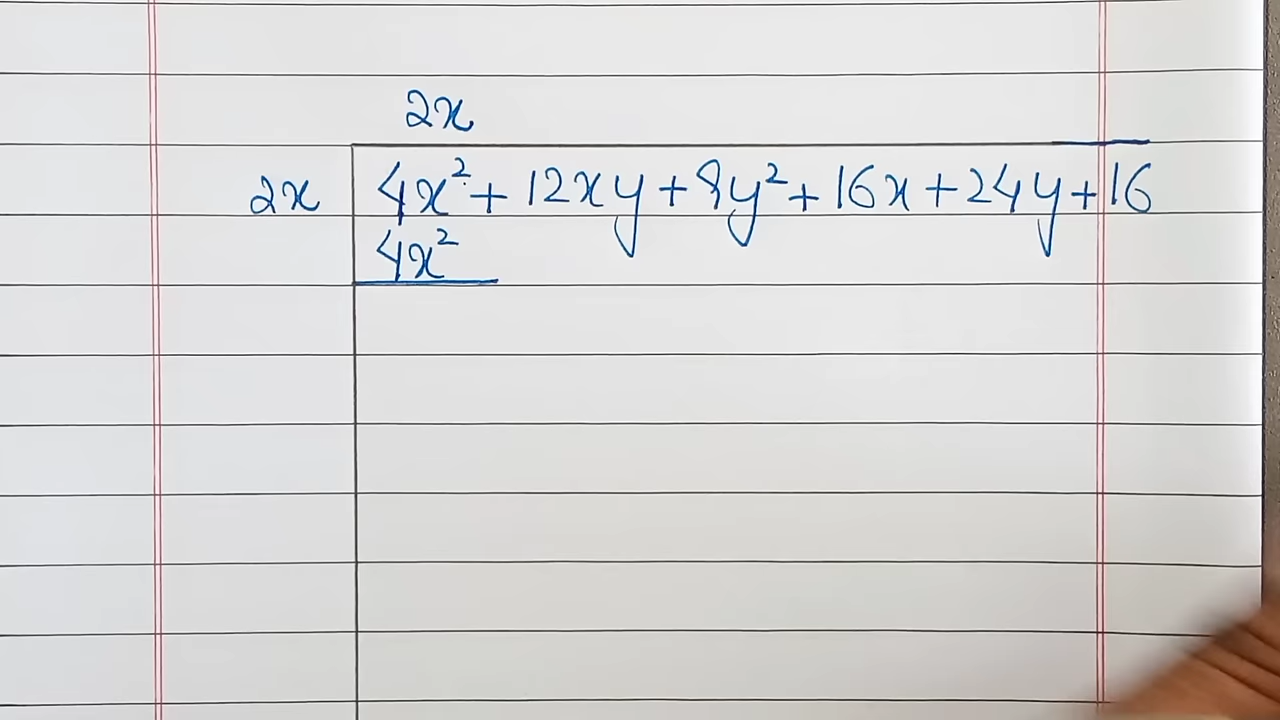 2x
2x 4x² + 12xy + 9y² + 16x + 24y + 16
4x²